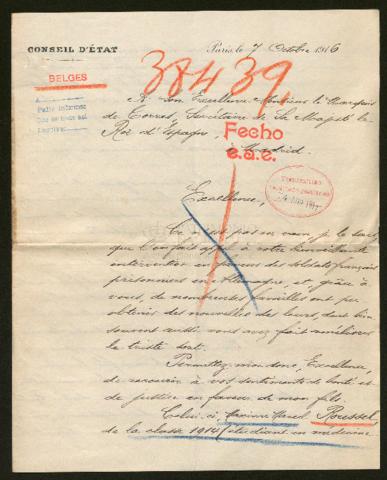 CONSEIL D'ÉTAT
Paris, le 7 Octobre 1916
BELGES
38439
A Son Excellence Monsieur le Marquis
de Torres, Secrétaire de Sa Majesté le
Roi d'Espagne
Fecho
à Madrid.
Excellence,
Ce n'est pas en vain, je le sais,
que l'on fait appel à votre bienveillante
intervention en faveur des soldats français
prisonniers en Allemagne, et grâce à
vous, de nombreuses familles ont pu
obtenir des nouvelles des leurs, dont bien
souvent aussi vous avez fait améliorer
le triste sort.
Permettez-moi donc, Excellence,
de recourir à vos sentiments de bonté et
de justice en faveur de mon fils.
Celui-ci Roussel,
de la classe 1914 (étudiant en médecine